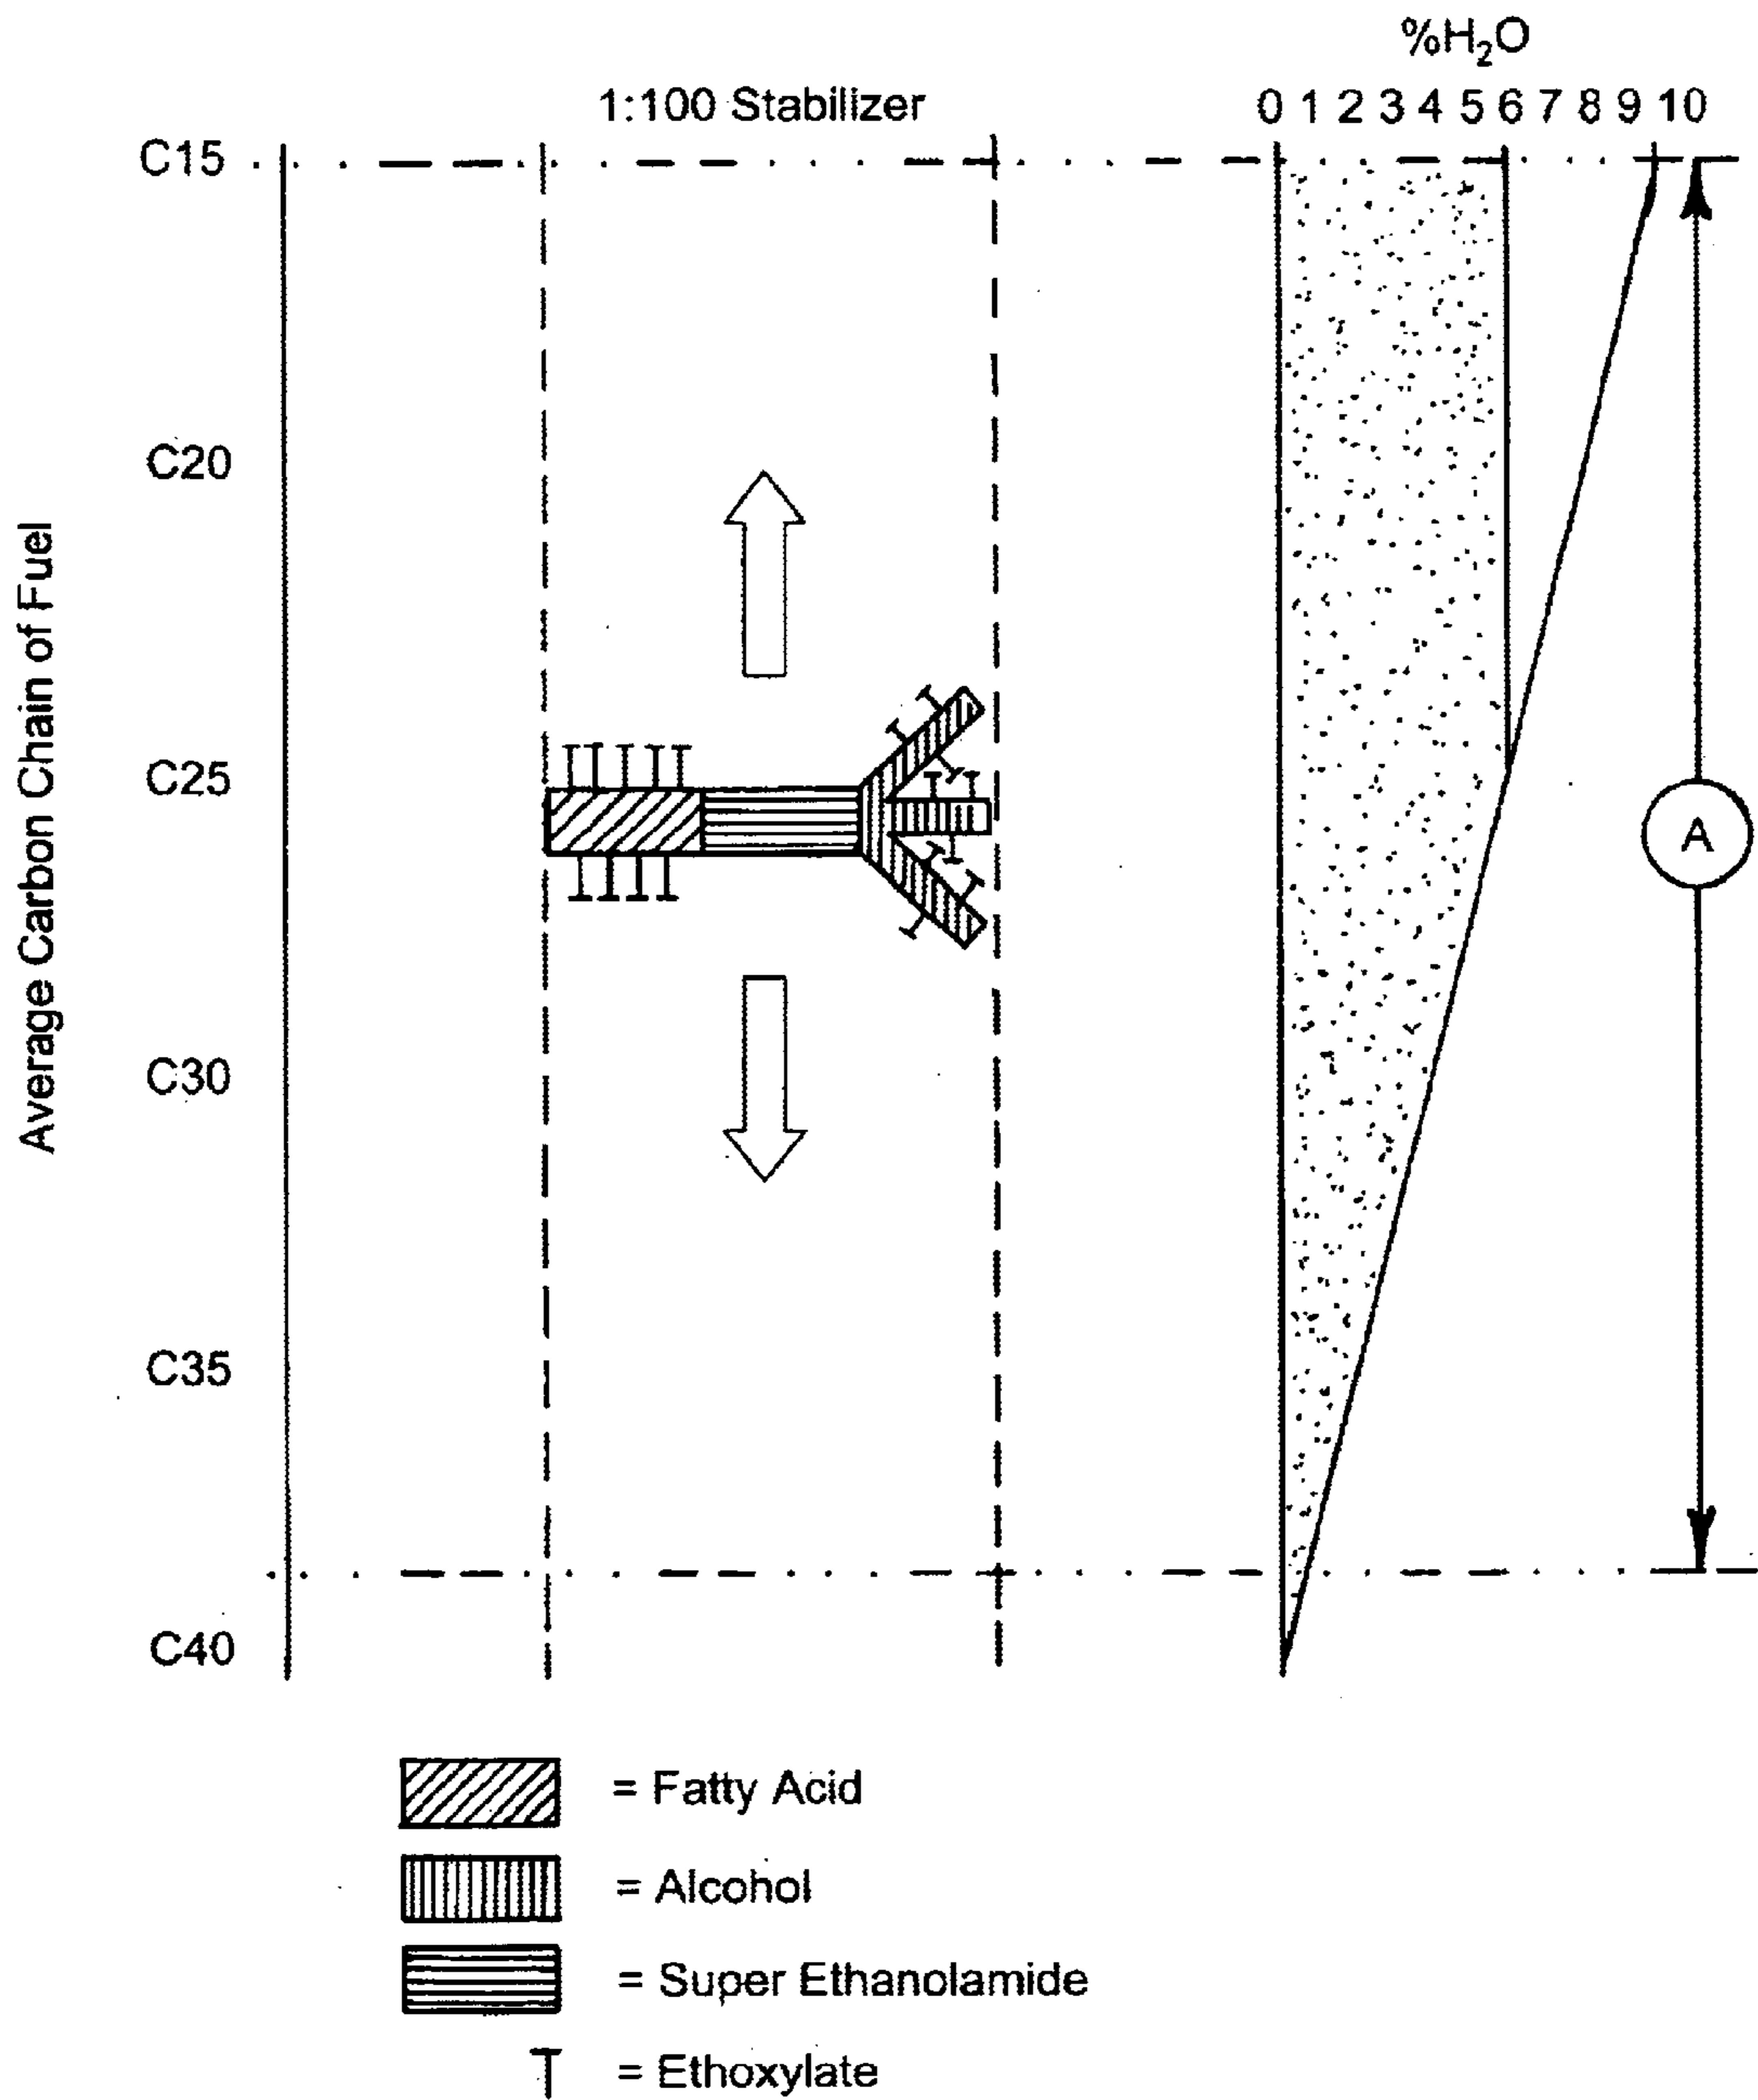 %H₂O
1:100 Stabilizer
0 1 2 3 4 5 6 7 8 9 10
C15
C20
C25
C30
C35
C40
Average Carbon Chain of Fuel
A
= Fatty Acid
= Alcohol
= Super Ethanolamide
= Ethoxylate